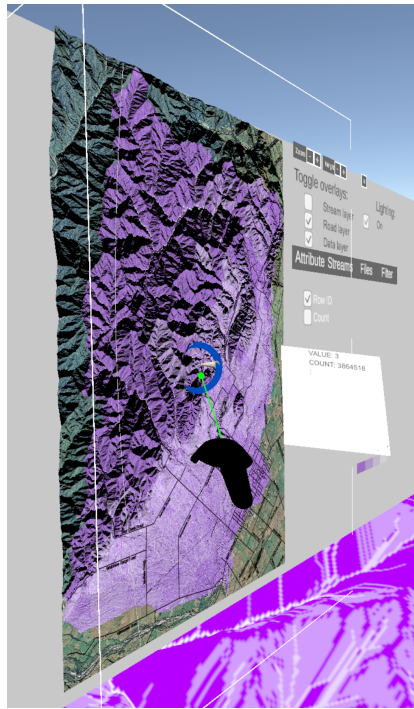 Zoom - +
Toggle overlays:
Stream layer
Road layer
Data layer
Lighting:
On
Attribute Streams Files Filter
Row ID
Count
VALUE: 3
COUNT: 3864518